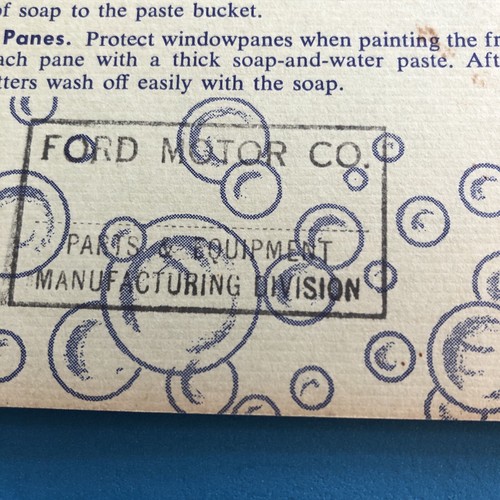 of soap to the paste bucket.
Panes. Protect windowpanes when painting the fr
ach pane with a thick soap-and-water paste. Aft
tters wash off easily with the soap.
FORD MOTOR CO.
PARTS & EQUIPMENT
MANUFACTURING DIVISION